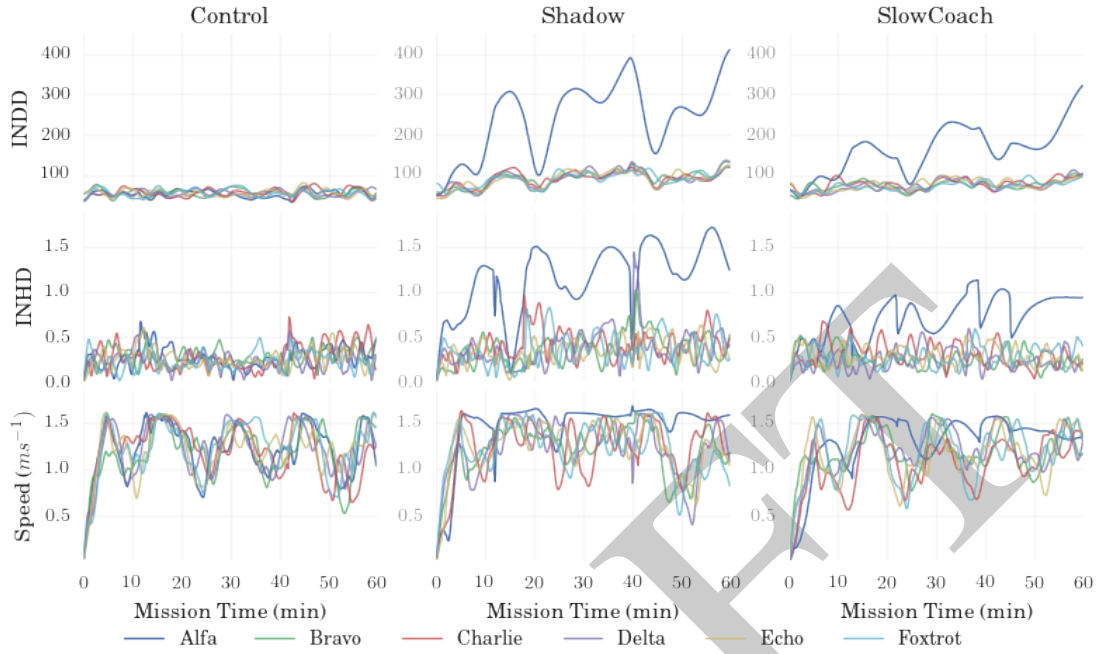 Control Shadow SlowCoach
INDD
400 400 400
300 300 300
200 200 200
100 100 100
INHD
1.5 1.5 1.5
1.0 1.0 1.0
0.5 0.5 0.5
0.0 0.0 0.0
Speed (ms⁻¹)
1.5 1.5 1.5
1.0 1.0 1.0
0.5 0.5 0.5
0 10 20 30 40 50 60 0 10 20 30 40 50 60 0 10 20 30 40 50 60
Mission Time (min) Mission Time (min) Mission Time (min)
Alfa Bravo Charlie Delta Echo Foxtrot
FT